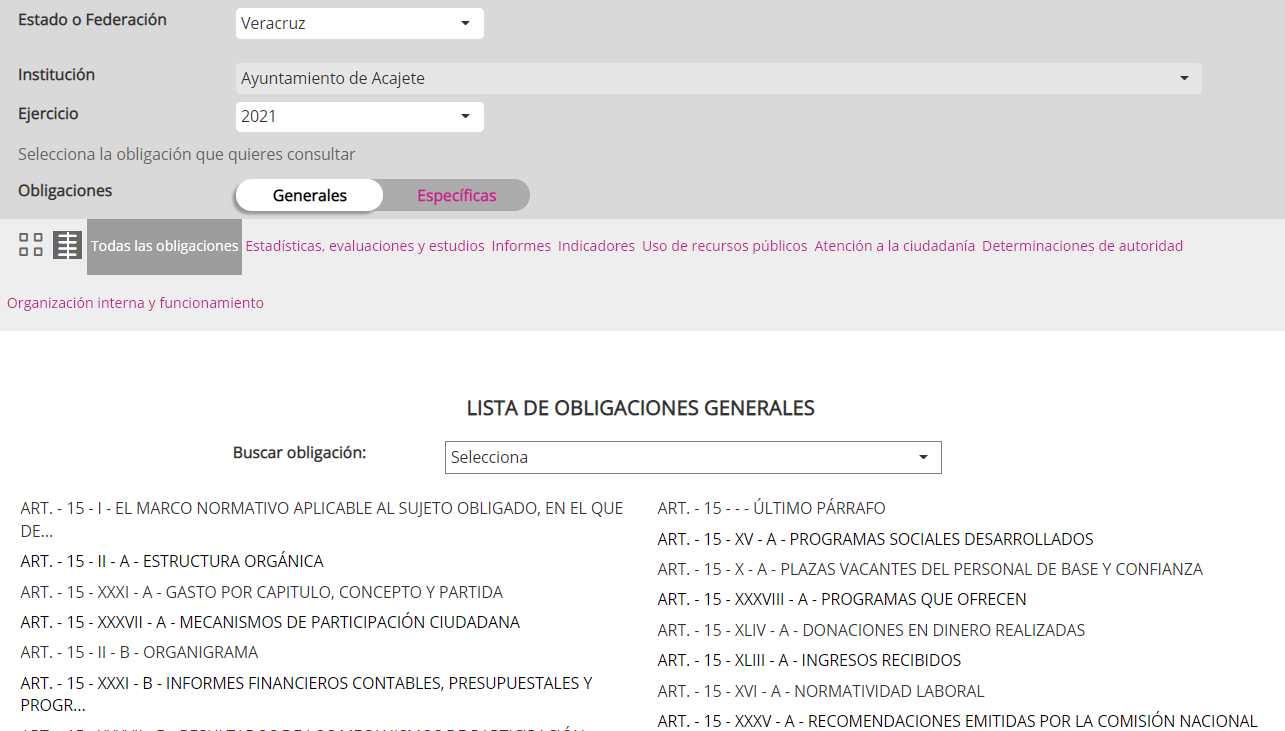 Estado o Federación
Veracruz
Institución
Ayuntamiento de Acajete
Ejercicio
2021
Selecciona la obligación que quieres consultar
Obligaciones
Generales
Específicas
Todas las obligaciones
Estadísticas, evaluaciones y estudios
Informes
Indicadores
Uso de recursos públicos
Atención a la ciudadanía
Determinaciones de autoridad
Organización interna y funcionamiento
LISTA DE OBLIGACIONES GENERALES
Buscar obligación:
Selecciona
ART. - 15 - I - EL MARCO NORMATIVO APLICABLE AL SUJETO OBLIGADO, EN EL QUE
DE...
ART. - 15 - II - A - ESTRUCTURA ORGÁNICA
ART. - 15 - XXXI - A - GASTO POR CAPITULO, CONCEPTO Y PARTIDA
ART. - 15 - XXXVII - A - MECANISMOS DE PARTICIPACIÓN CIUDADANA
ART. - 15 - II - B - ORGANIGRAMA
ART. - 15 - XXXI - B - INFORMES FINANCIEROS CONTABLES, PRESUPUESTALES Y
PROGR...
ART. - 15 - - - ÚLTIMO PÁRRAFO
ART. - 15 - XV - A - PROGRAMAS SOCIALES DESARROLLADOS
ART. - 15 - X - A - PLAZAS VACANTES DEL PERSONAL DE BASE Y CONFIANZA
ART. - 15 - XXXVIII - A - PROGRAMAS QUE OFRECEN
ART. - 15 - XLIV - A - DONACIONES EN DINERO REALIZADAS
ART. - 15 - XLIII - A - INGRESOS RECIBIDOS
ART. - 15 - XVI - A - NORMATIVIDAD LABORAL
ART. - 15 - XXXV - A - RECOMENDACIONES EMITIDAS POR LA COMISIÓN NACIONAL